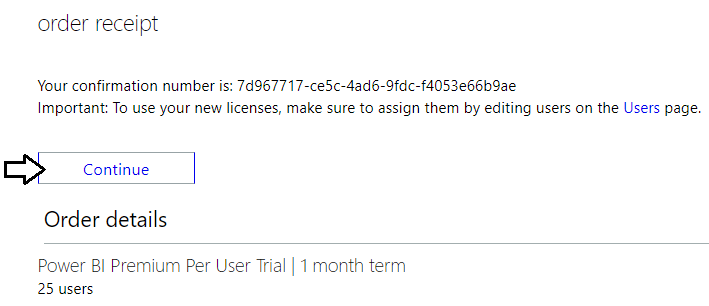 order receipt
Your confirmation number is: 7d967717-ce5c-4ad6-9fdc-f4053e66b9ae
Important: To use your new licenses, make sure to assign them by editing users on the Users page.
Continue
Order details
Power BI Premium Per User Trial | 1 month term
25 users